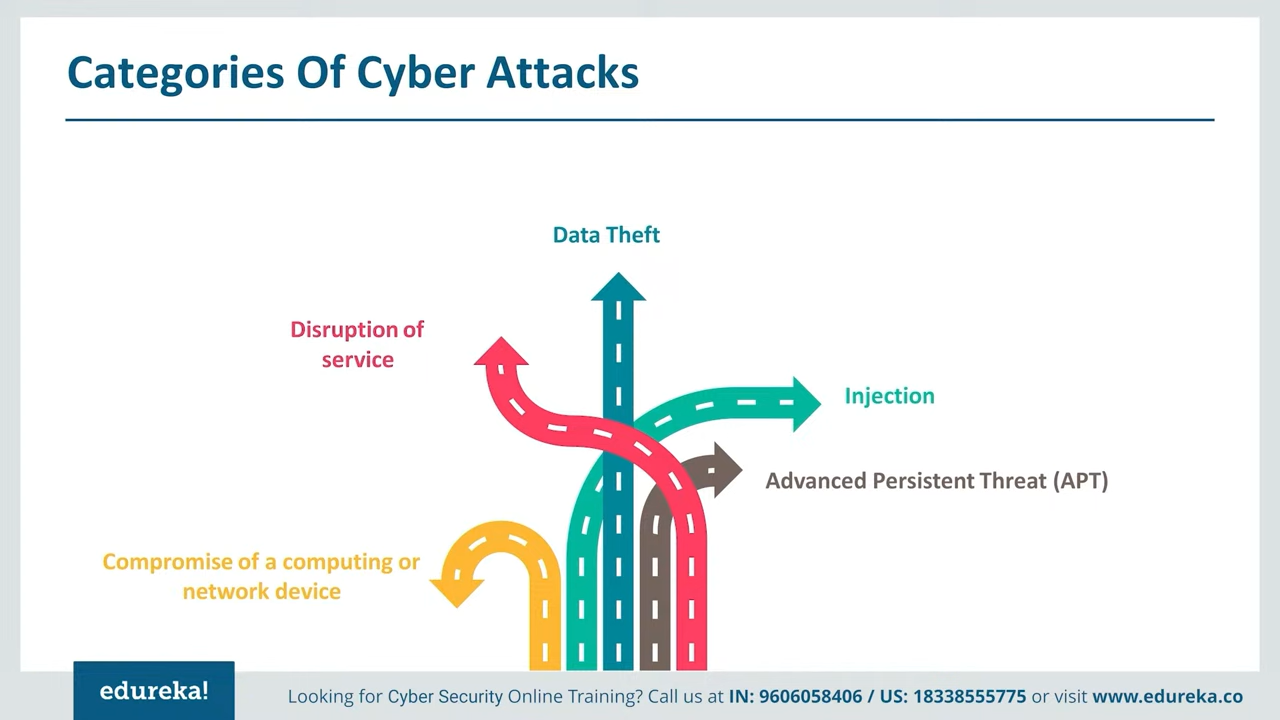 Categories Of Cyber Attacks
Data Theft
Disruption of
service
Injection
Advanced Persistent Threat (APT)
Compromise of a computing or
network device
edureka!
Looking for Cyber Security Online Training? Call us at IN: 9606058406 / US: 18338555775 or visit www.edureka.co